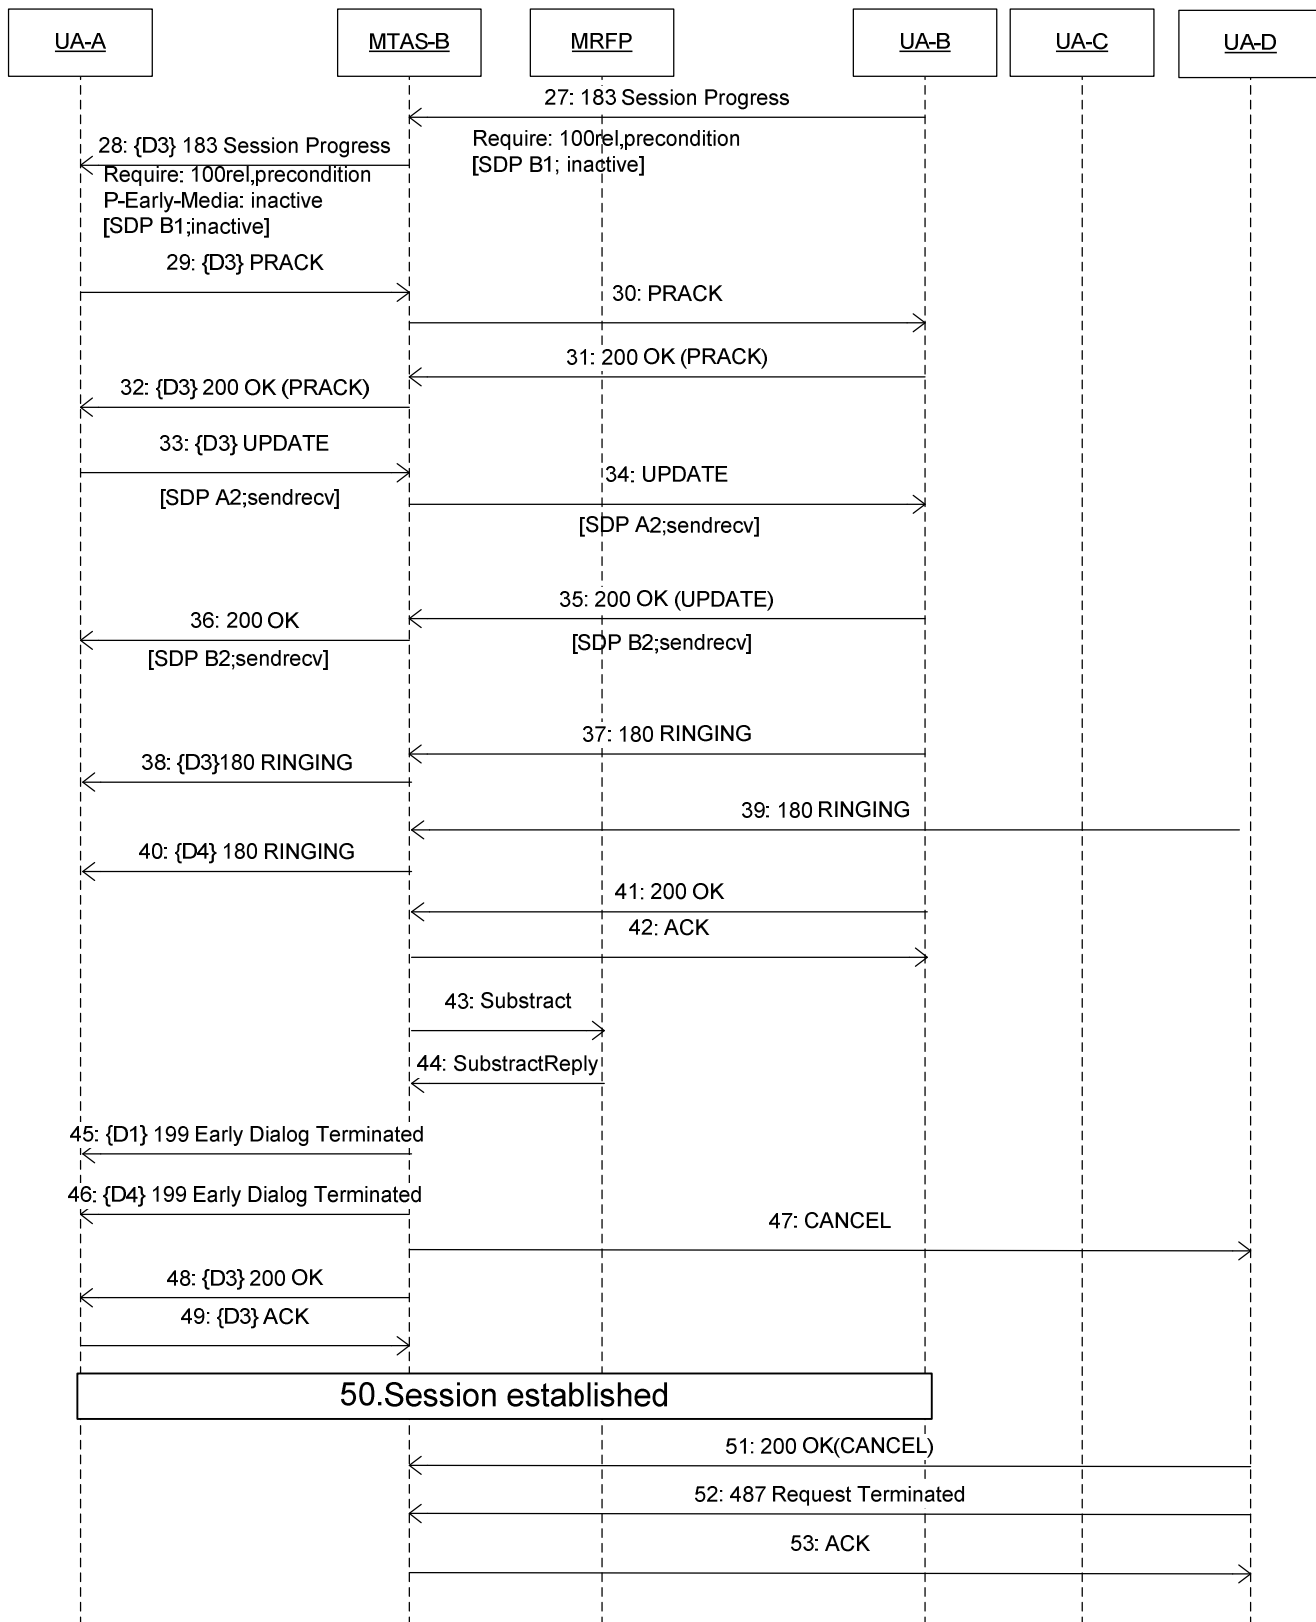 UA-A
MTAS-B
MRFP
UA-B
UA-C
UA-D
27: 183 Session Progress
Require: 100rel,precondition
[SDP B1; inactive]
28: {D3} 183 Session Progress
Require: 100rel,precondition
P-Early-Media: inactive
[SDP B1;inactive]
29: {D3} PRACK
30: PRACK
31: 200 OK (PRACK)
32: {D3} 200 OK (PRACK)
33: {D3} UPDATE
[SDP A2;sendrecv]
34: UPDATE
[SDP A2;sendrecv]
35: 200 OK (UPDATE)
[SDP B2;sendrecv]
36: 200 OK
[SDP B2;sendrecv]
37: 180 RINGING
38: {D3}180 RINGING
39: 180 RINGING
40: {D4} 180 RINGING
41: 200 OK
42: ACK
43: Substract
44: SubstractReply
45: {D1} 199 Early Dialog Terminated
46: {D4} 199 Early Dialog Terminated
47: CANCEL
48: {D3} 200 OK
49: {D3} ACK
50.Session established
51: 200 OK(CANCEL)
52: 487 Request Terminated
53: ACK